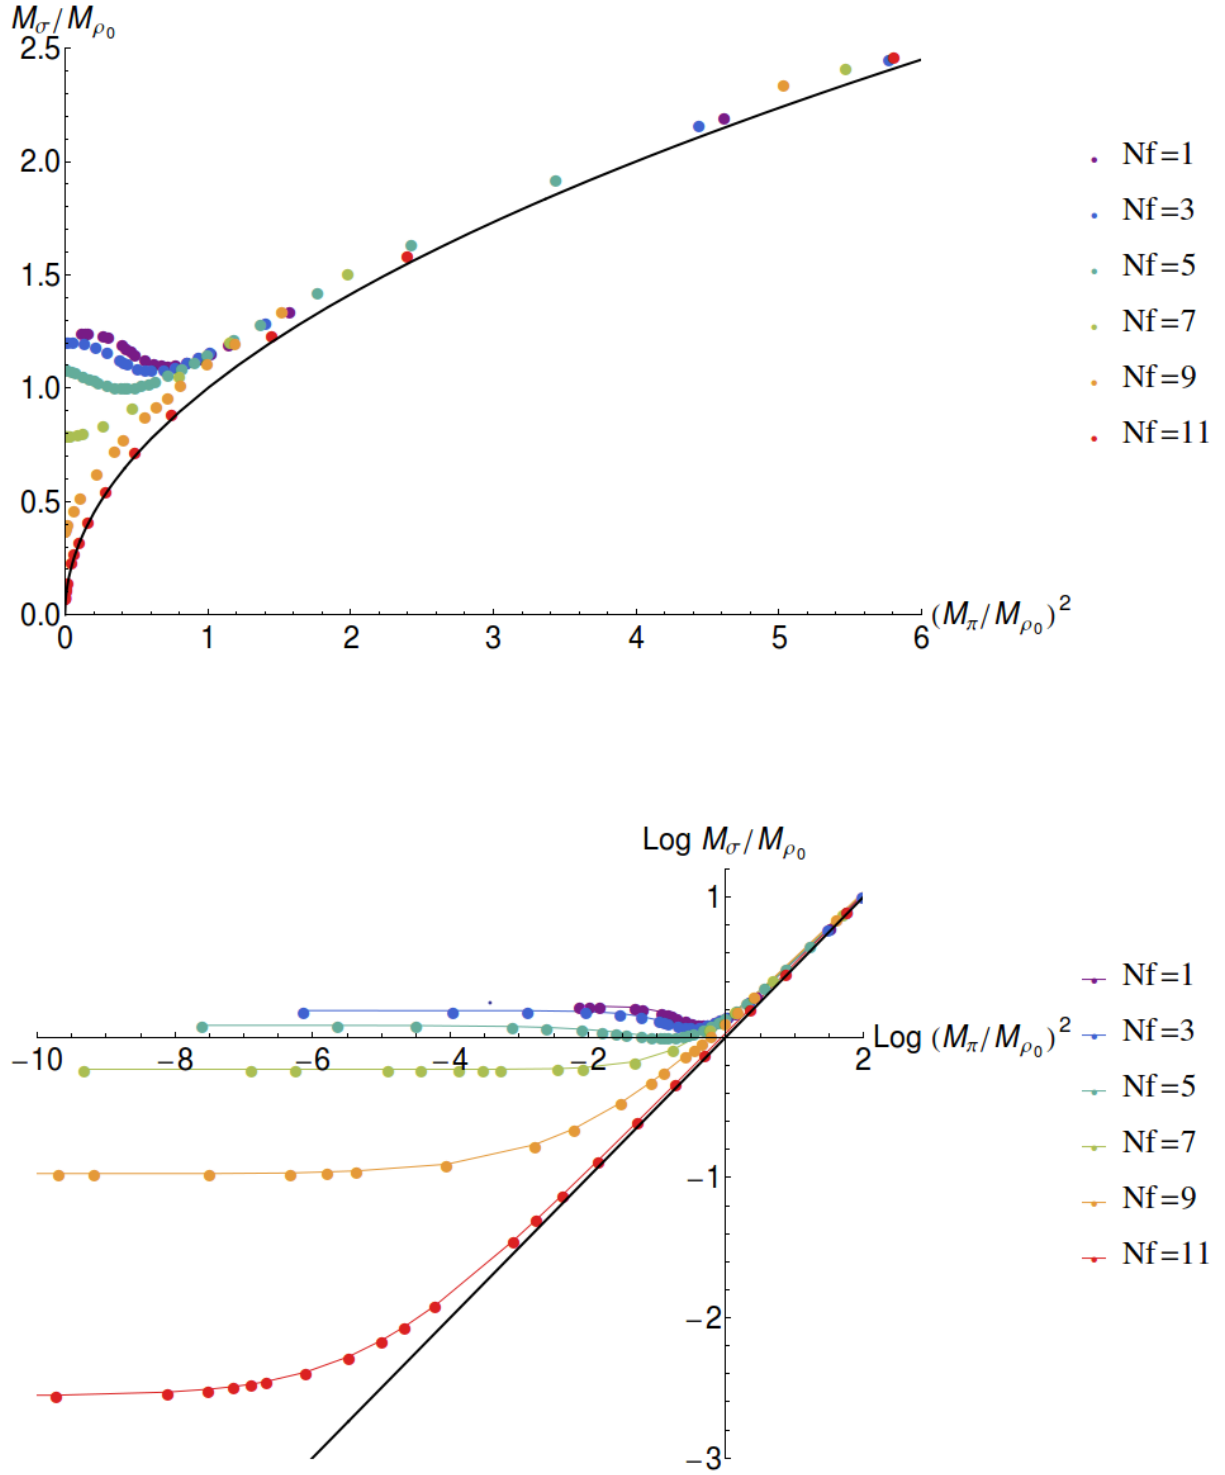 Mσ/Mρ0
2.5
2.0
1.5
1.0
0.5
0.0
0 1 2 3 4 5 6
(Mπ/Mρ0)2
Nf=1
Nf=3
Nf=5
Nf=7
Nf=9
Nf=11
Log Mσ/Mρ0
1
−10 −8 −6 −4 −2 2
Log (Mπ/Mρ0)2
−1
−2
−3
Nf=1
Nf=3
Nf=5
Nf=7
Nf=9
Nf=11